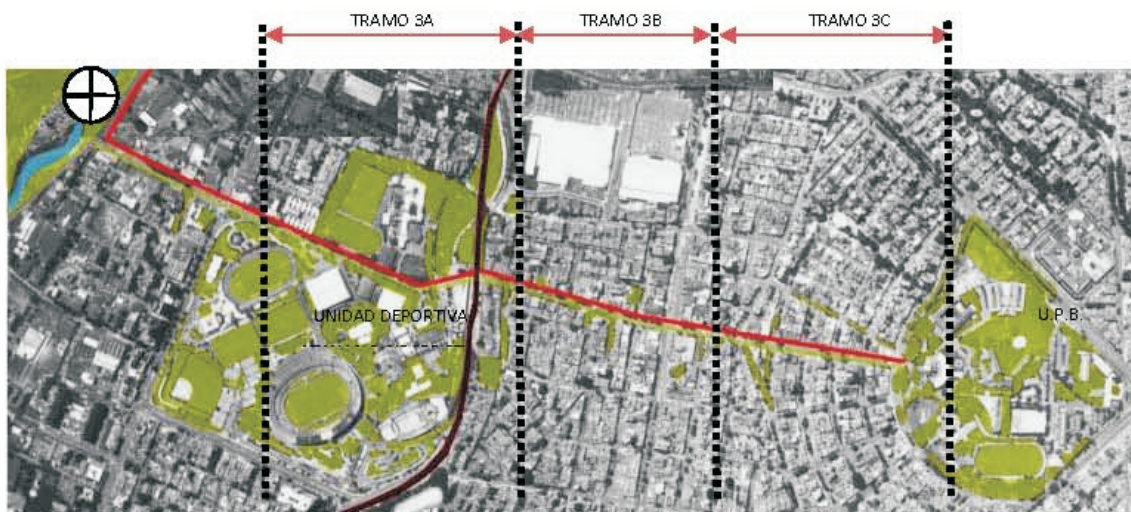 TRAMO 3A
TRAMO 3B
TRAMO 3C
UNIDAD DEPORTIVA
U.P.B.